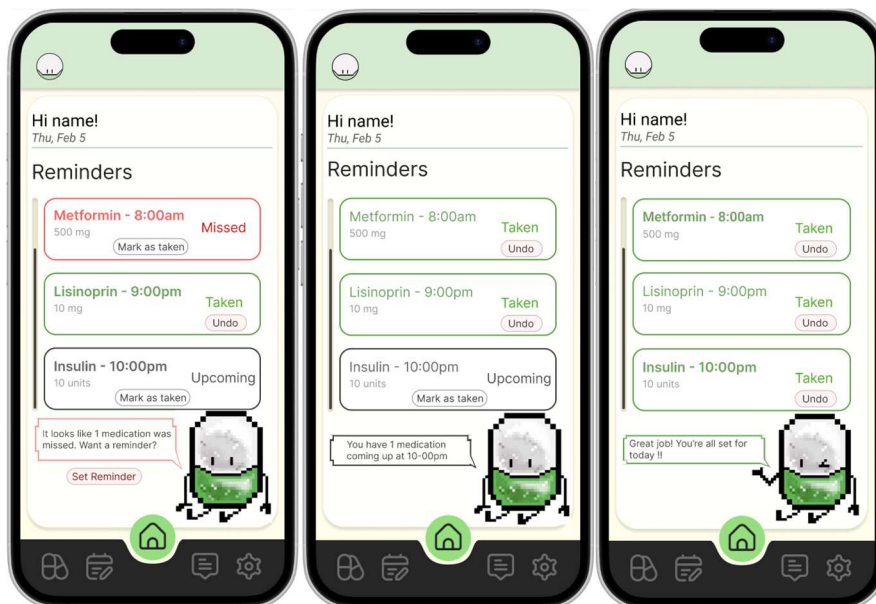 Hi name!
Thu, Feb 5
Reminders
Metformin - 8:00am
500 mg
Missed
Mark as taken
Lisinoprin - 9:00pm
10 mg
Taken
Undo
Insulin - 10:00pm
10 units
Upcoming
Mark as taken
It looks like 1 medication was
missed. Want a reminder?
Set Reminder
Hi name!
Thu, Feb 5
Reminders
Metformin - 8:00am
500 mg
Taken
Undo
Lisinoprin - 9:00pm
10 mg
Taken
Undo
Insulin - 10:00pm
10 units
Upcoming
Mark as taken
You have 1 medication
coming up at 10-00pm
Hi name!
Thu, Feb 5
Reminders
Metformin - 8:00am
500 mg
Taken
Undo
Lisinoprin - 9:00pm
10 mg
Taken
Undo
Insulin - 10:00pm
10 units
Taken
Undo
Great job! You're all set for
today !!